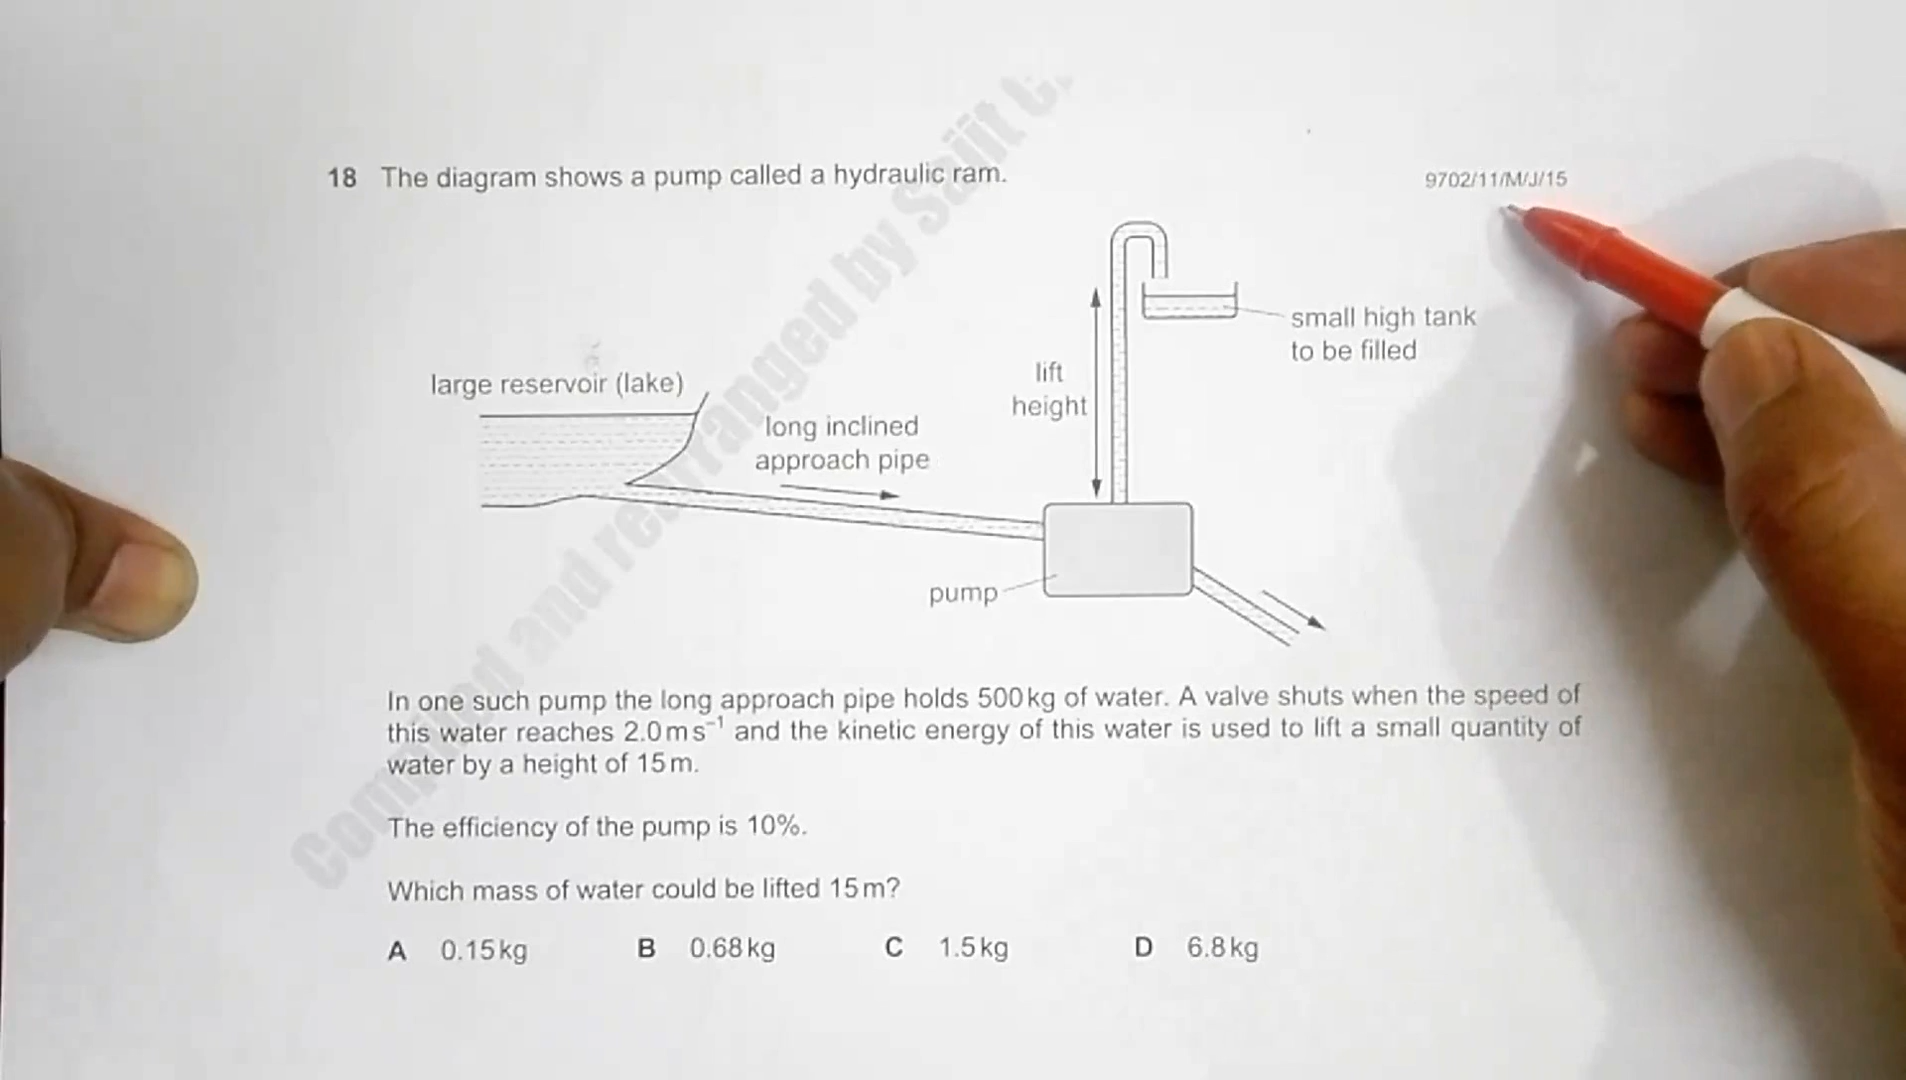 18 The diagram shows a pump called a hydraulic ram.
9702/11/M/J/15
small high tank
to be filled
lift
height
large reservoir (lake)
long inclined
approach pipe
pump
In one such pump the long approach pipe holds 500 kg of water. A valve shuts when the speed of
this water reaches 2.0 m s⁻¹ and the kinetic energy of this water is used to lift a small quantity of
water by a height of 15 m.
The efficiency of the pump is 10%.
Which mass of water could be lifted 15 m?
A 0.15 kg B 0.68 kg C 1.5 kg D 6.8 kg
Compiled and rearranged by Sajit C.